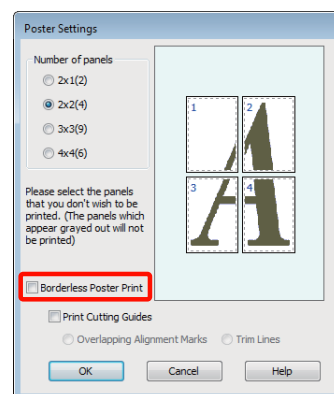 Poster Settings
Number of panels
2x1(2)
2x2(4)
3x3(9)
4x4(6)
1
2
3
4
Please select the panels
that you don't wish to be
printed. (The panels which
appear grayed out will not
be printed)
Borderless Poster Print
Print Cutting Guides
Overlapping Alignment Marks
Trim Lines
OK
Cancel
Help